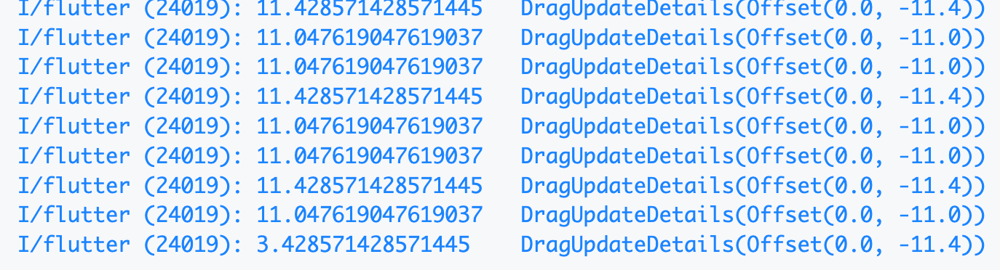 I/flutter (24019): 11.428571428571445   DragUpdateDetails(Offset(0.0, -11.4))
I/flutter (24019): 11.047619047619037   DragUpdateDetails(Offset(0.0, -11.0))
I/flutter (24019): 11.047619047619037   DragUpdateDetails(Offset(0.0, -11.0))
I/flutter (24019): 11.428571428571445   DragUpdateDetails(Offset(0.0, -11.4))
I/flutter (24019): 11.047619047619037   DragUpdateDetails(Offset(0.0, -11.0))
I/flutter (24019): 11.047619047619037   DragUpdateDetails(Offset(0.0, -11.0))
I/flutter (24019): 11.428571428571445   DragUpdateDetails(Offset(0.0, -11.4))
I/flutter (24019): 11.047619047619037   DragUpdateDetails(Offset(0.0, -11.0))
I/flutter (24019): 3.428571428571445    DragUpdateDetails(Offset(0.0, -11.4))